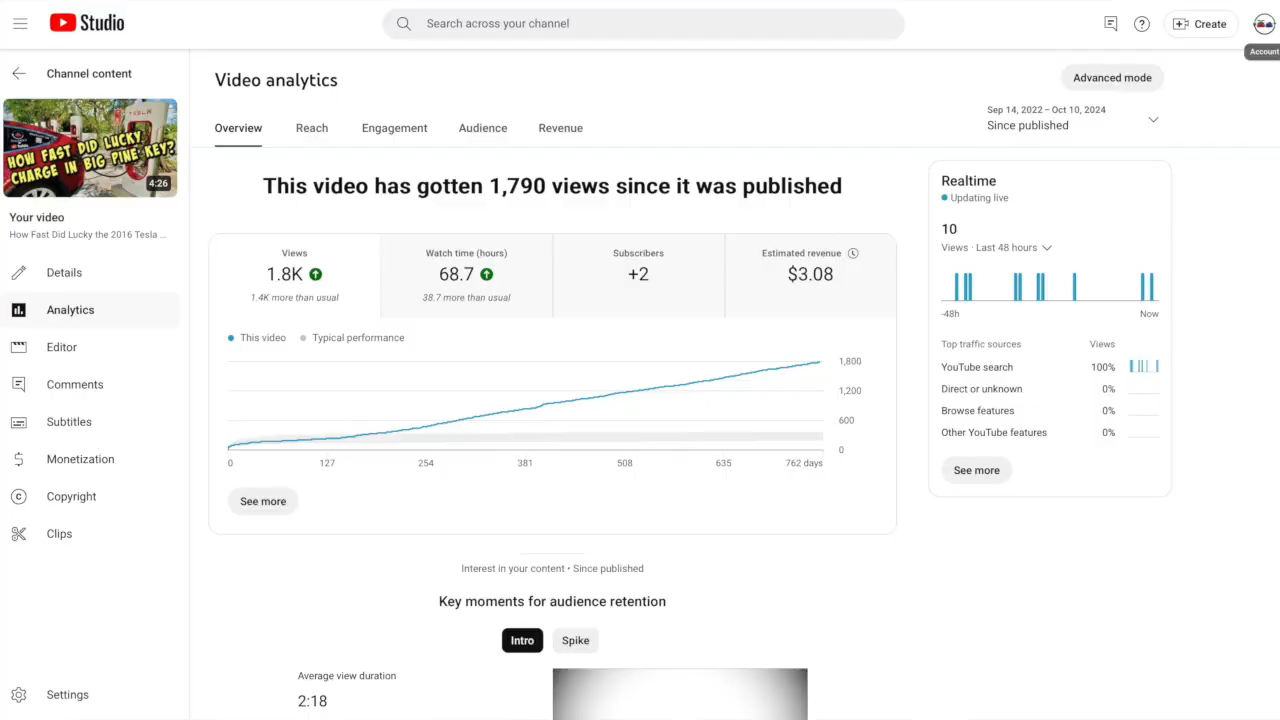 Studio
Search across your channel
Create
Account
Channel content
TESLA
HOW FAST DID LUCKY
CHARGE IN BIG PINE KEY?
4:26
Your video
How Fast Did Lucky the 2016 Tesla ...
Details
Analytics
Editor
Comments
Subtitles
Monetization
Copyright
Clips
Settings
Video analytics
Advanced mode
Overview
Reach
Engagement
Audience
Revenue
Sep 14, 2022 – Oct 10, 2024
Since published
This video has gotten 1,790 views since it was published
Views
1.8K
1.4K more than usual
Watch time (hours)
68.7
38.7 more than usual
Subscribers
+2
Estimated revenue
$3.08
This video
Typical performance
1,800
1,200
600
0
0
127
254
381
508
635
762 days
See more
Interest in your content • Since published
Key moments for audience retention
Intro
Spike
Average view duration
2:18
Realtime
Updating live
10
Views · Last 48 hours
-48h
Now
Top traffic sources
Views
YouTube search
100%
Direct or unknown
0%
Browse features
0%
Other YouTube features
0%
See more